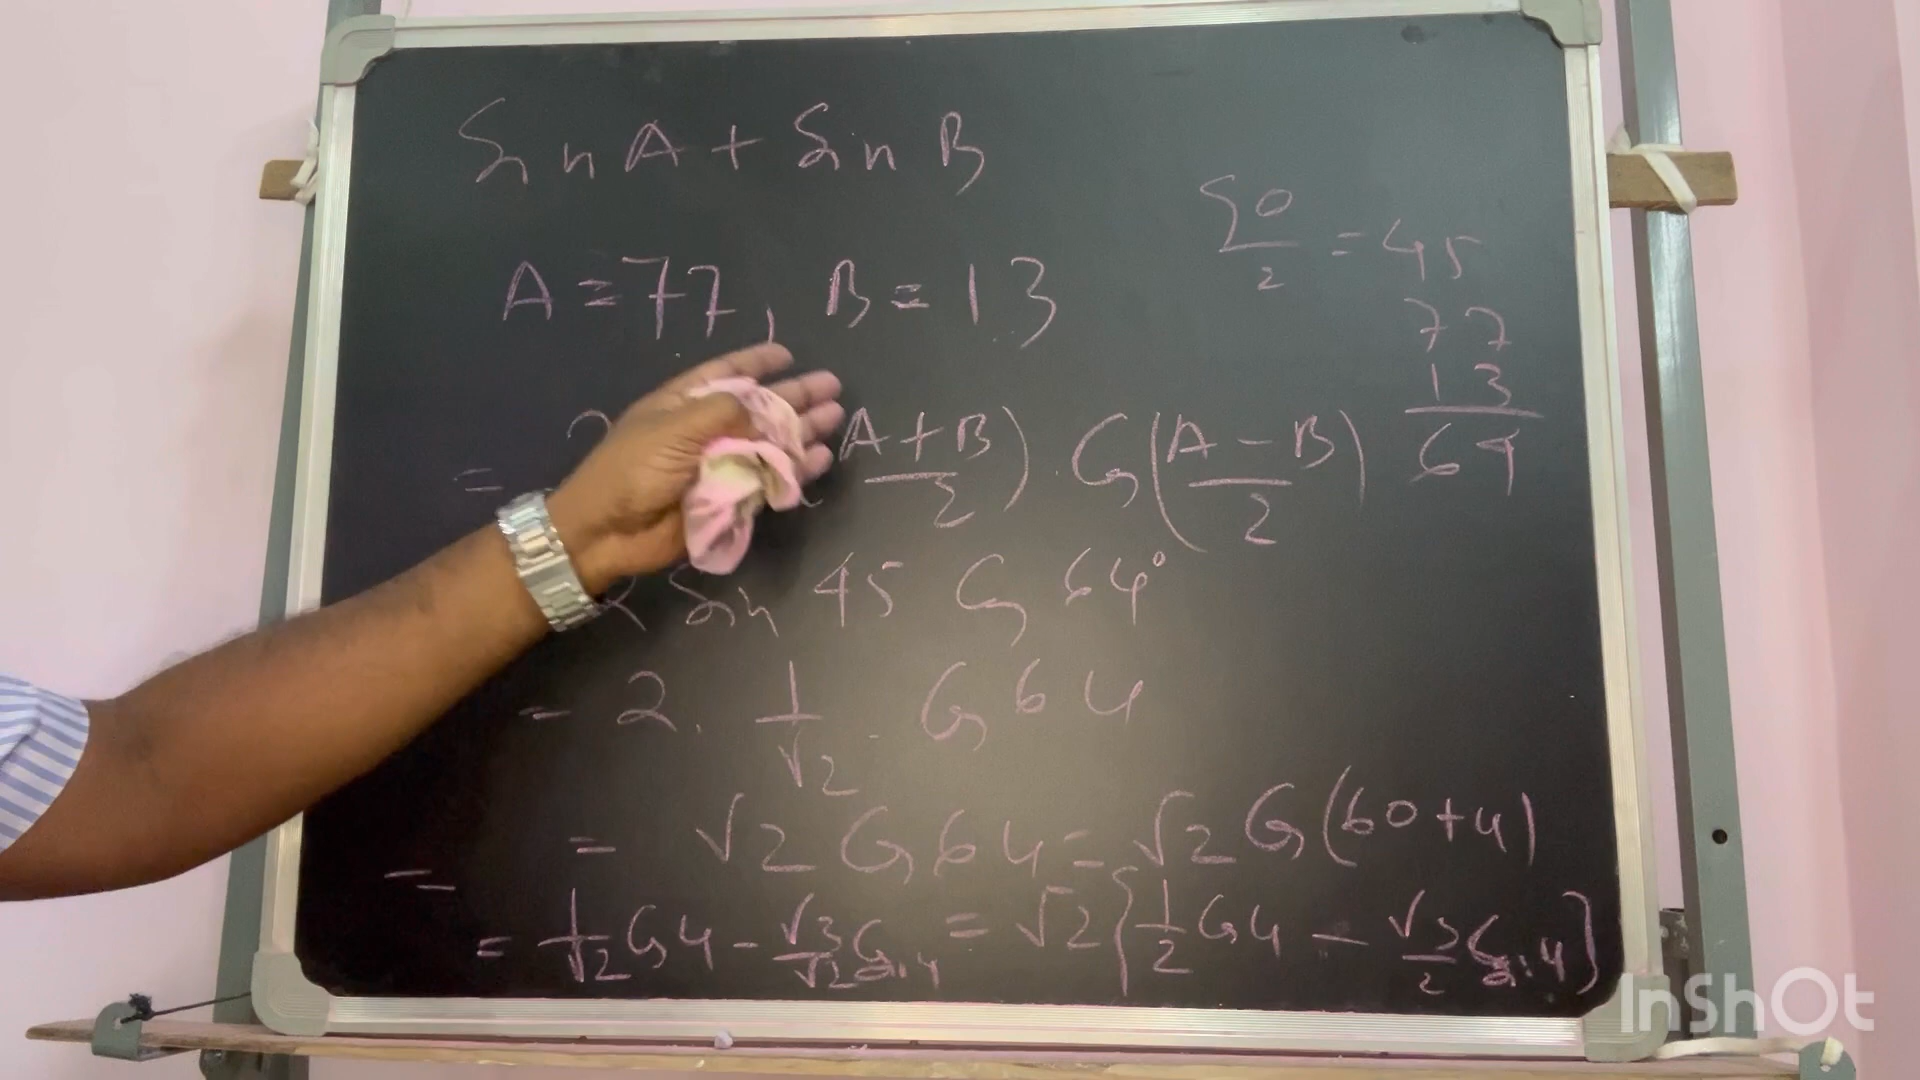 Sin A + Sin B
90/2 = 45
A = 77, B = 13
77
13
64
= 2 (A+B/2) . Cos (A-B/2)
2 Sin 45 Cos 64°
= 2 . 1/√2 . Cos 64
= √2 Cos 64 = √2 Cos (60+4)
= 1/√2 Cos 4 - √3/√2 Sin 4 = √2 {1/2 Cos 4 - √3/2 Sin 4}
InShOt